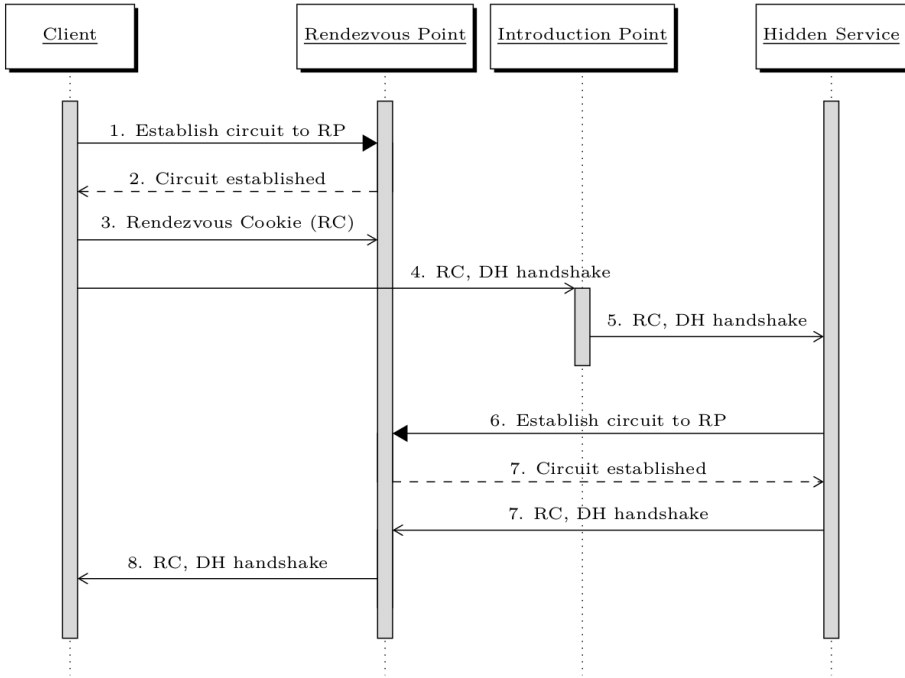 Client
Rendezvous Point
Introduction Point
Hidden Service
1. Establish circuit to RP
2. Circuit established
3. Rendezvous Cookie (RC)
4. RC, DH handshake
5. RC, DH handshake
6. Establish circuit to RP
7. Circuit established
7. RC, DH handshake
8. RC, DH handshake